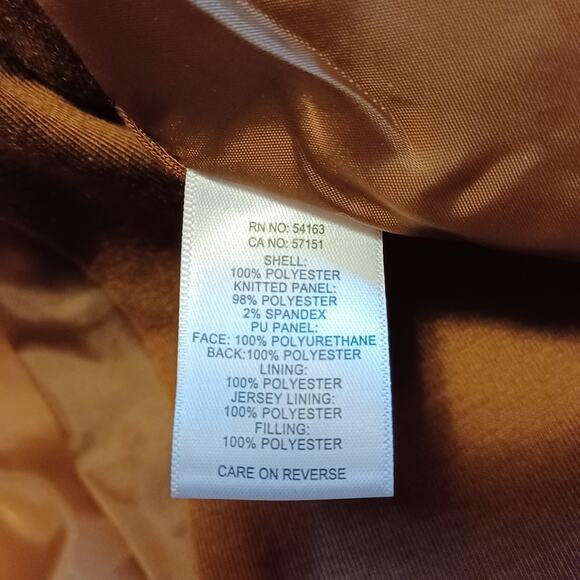 RN NO: 54163
CA NO: 57151
SHELL:
100% POLYESTER
KNITTED PANEL:
98% POLYESTER
2% SPANDEX
PU PANEL:
FACE: 100% POLYURETHANE
BACK:100% POLYESTER
LINING:
100% POLYESTER
JERSEY LINING:
100% POLYESTER
FILLING:
100% POLYESTER
CARE ON REVERSE